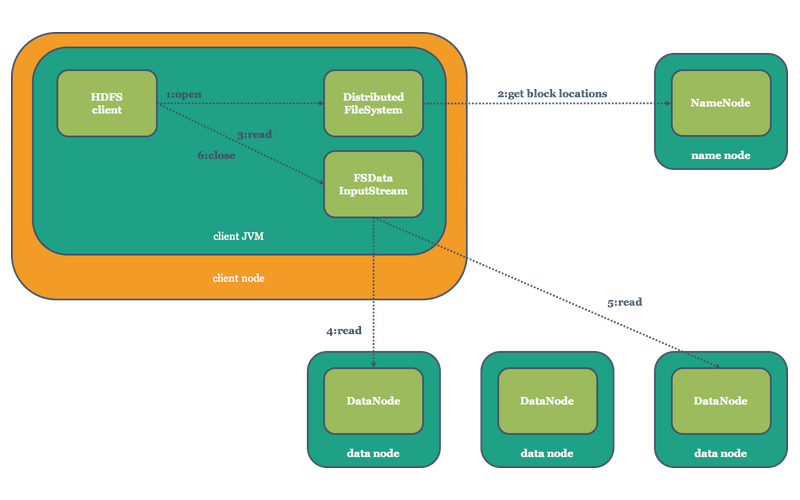 HDFS
client
1:open
Distributed
FileSystem
2:get block locations
NameNode
name node
3:read
6:close
FSData
InputStream
client JVM
client node
4:read
5:read
DataNode
data node
DataNode
data node
DataNode
data node